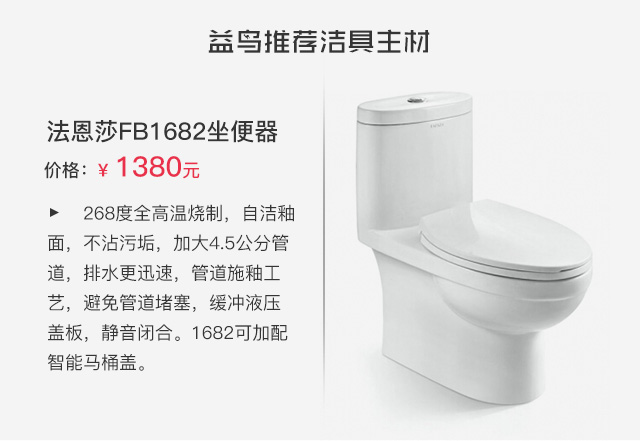 益鸟推荐洁具主材
法恩莎FB1682坐便器
价格：¥ 1380元
▶ 268度全高温烧制，自洁釉
面，不沾污垢，加大4.5公分管
道，排水更迅速，管道施釉工
艺，避免管道堵塞，缓冲液压
盖板，静音闭合。1682可加配
智能马桶盖。